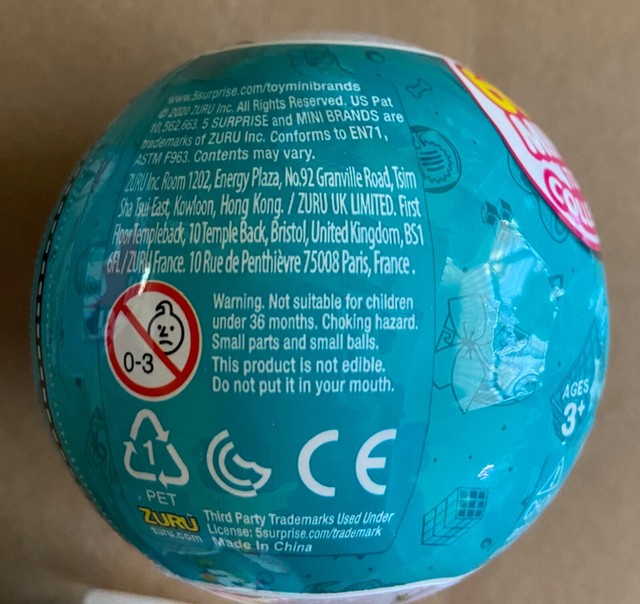 www.5surprise.com/toyminibrands
© 2020 ZURU Inc. All Rights Reserved. US Pat
10,562,663. 5 SURPRISE and MINI BRANDS are
trademarks of ZURU Inc. Conforms to EN71,
ASTM F963. Contents may vary.
ZURU Inc. Room 1202, Energy Plaza, No.92 Granville Road, Tsim
Sha Tsui East, Kowloon, Hong Kong. / ZURU UK LIMITED. First
Floor Templeback, 10 Temple Back, Bristol, United Kingdom, BS1
6FL / ZURU France. 10 Rue de Penthièvre 75008 Paris, France.
0-3
Warning. Not suitable for children
under 36 months. Choking hazard.
Small parts and small balls.
This product is not edible.
Do not put it in your mouth.
AGES
3+
1
PET
CE
ZURU
zuru.com
Third Party Trademarks Used Under
License: 5surprise.com/trademark
Made in China